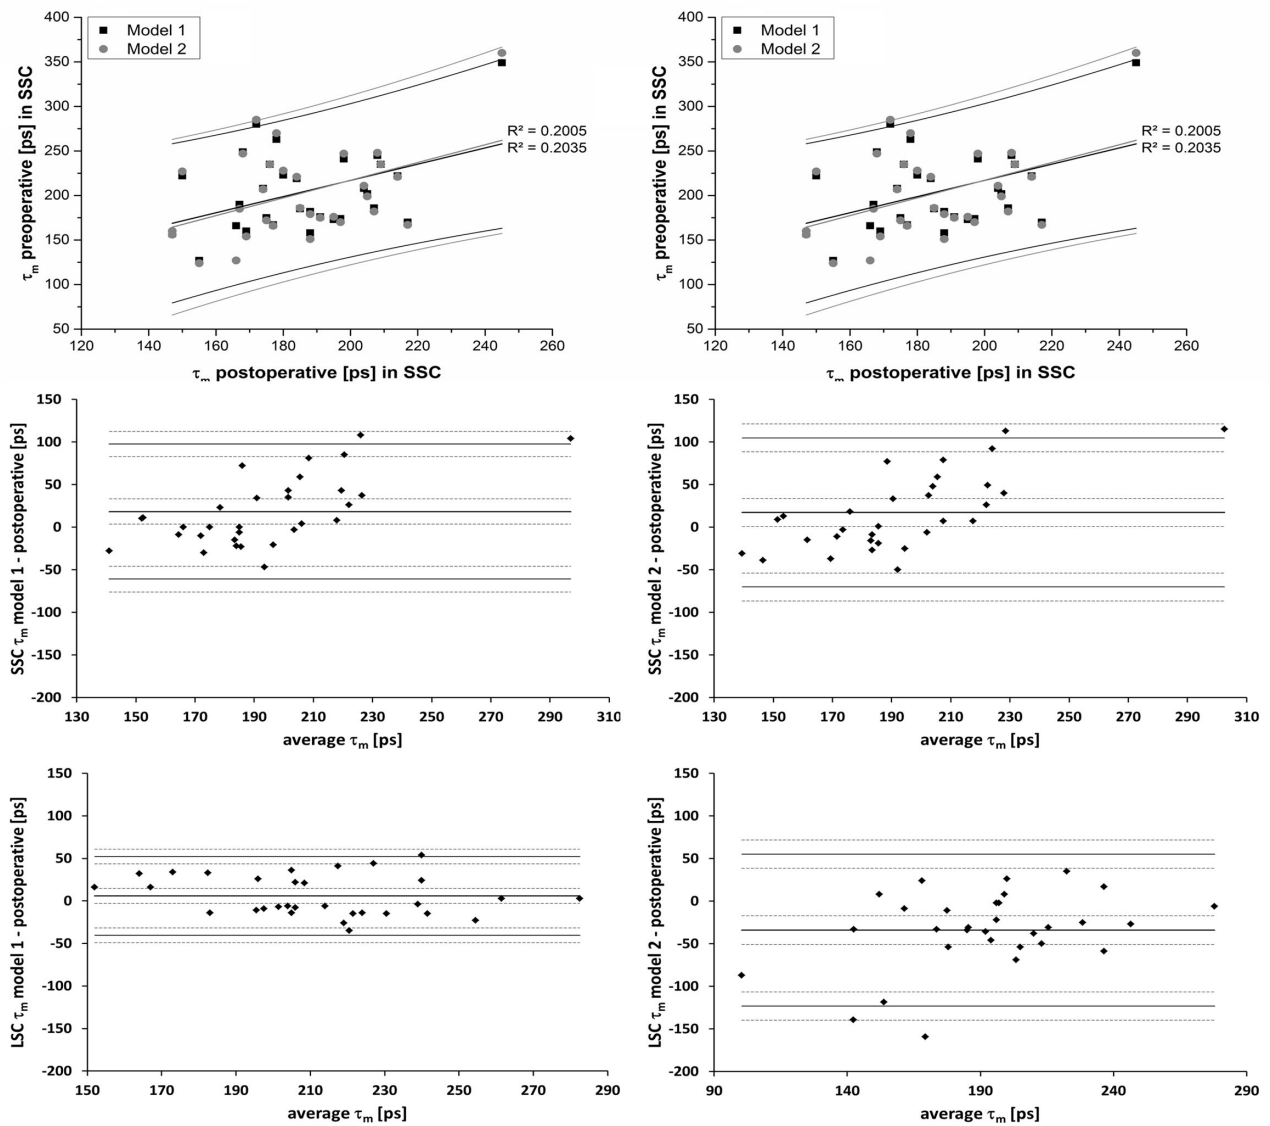 400
350
300
250
200
150
100
50
τm preoperative [ps] in SSC
Model 1
Model 2
R² = 0.2005
R² = 0.2035
120 140 160 180 200 220 240 260
τm postoperative [ps] in SSC
400
350
300
250
200
150
100
50
τm preoperative [ps] in SSC
Model 1
Model 2
R² = 0.2005
R² = 0.2035
120 140 160 180 200 220 240 260
τm postoperative [ps] in SSC
150
100
50
0
-50
-100
-150
-200
SSC τm model 1 - postoperative [ps]
130 150 170 190 210 230 250 270 290 310
average τm [ps]
150
100
50
0
-50
-100
-150
-200
SSC τm model 2 - postoperative [ps]
130 150 170 190 210 230 250 270 290 310
average τm [ps]
150
100
50
0
-50
-100
-150
-200
LSC τm model 1 - postoperative [ps]
150 170 190 210 230 250 270 290
average τm [ps]
150
100
50
0
-50
-100
-150
-200
LSC τm model 2 - postoperative [ps]
90 140 190 240 290
average τm [ps]